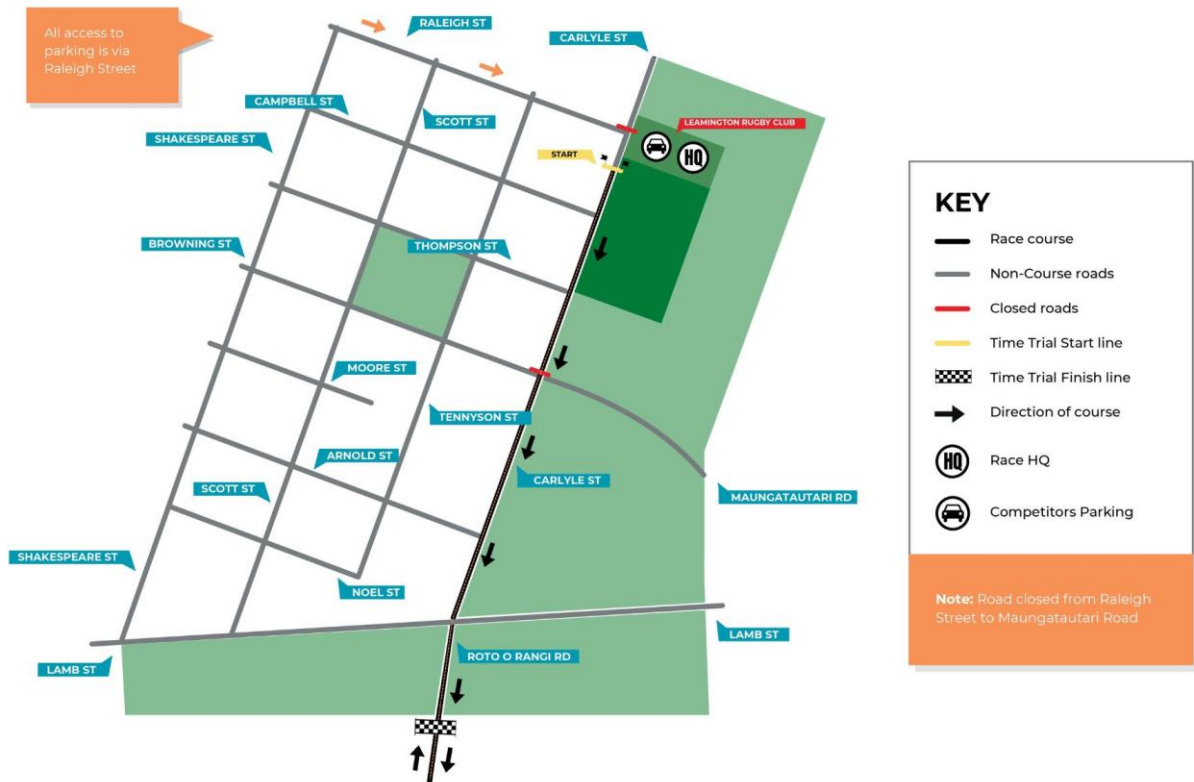 All access to
parking is via
Raleigh Street
RALEIGH ST
CARLYLE ST
CAMPBELL ST
SCOTT ST
LEAMINGTON RUGBY CLUB
SHAKESPEARE ST
START
HQ
BROWNING ST
THOMPSON ST
MOORE ST
TENNYSON ST
ARNOLD ST
CARLYLE ST
SCOTT ST
MAUNGATAUTARI RD
SHAKESPEARE ST
NOEL ST
LAMB ST
LAMB ST
ROTO O RANGI RD
KEY
Race course
Non-Course roads
Closed roads
Time Trial Start line
Time Trial Finish line
Direction of course
HQ
Race HQ
Competitors Parking
Note: Road closed from Raleigh
Street to Maungatautari Road